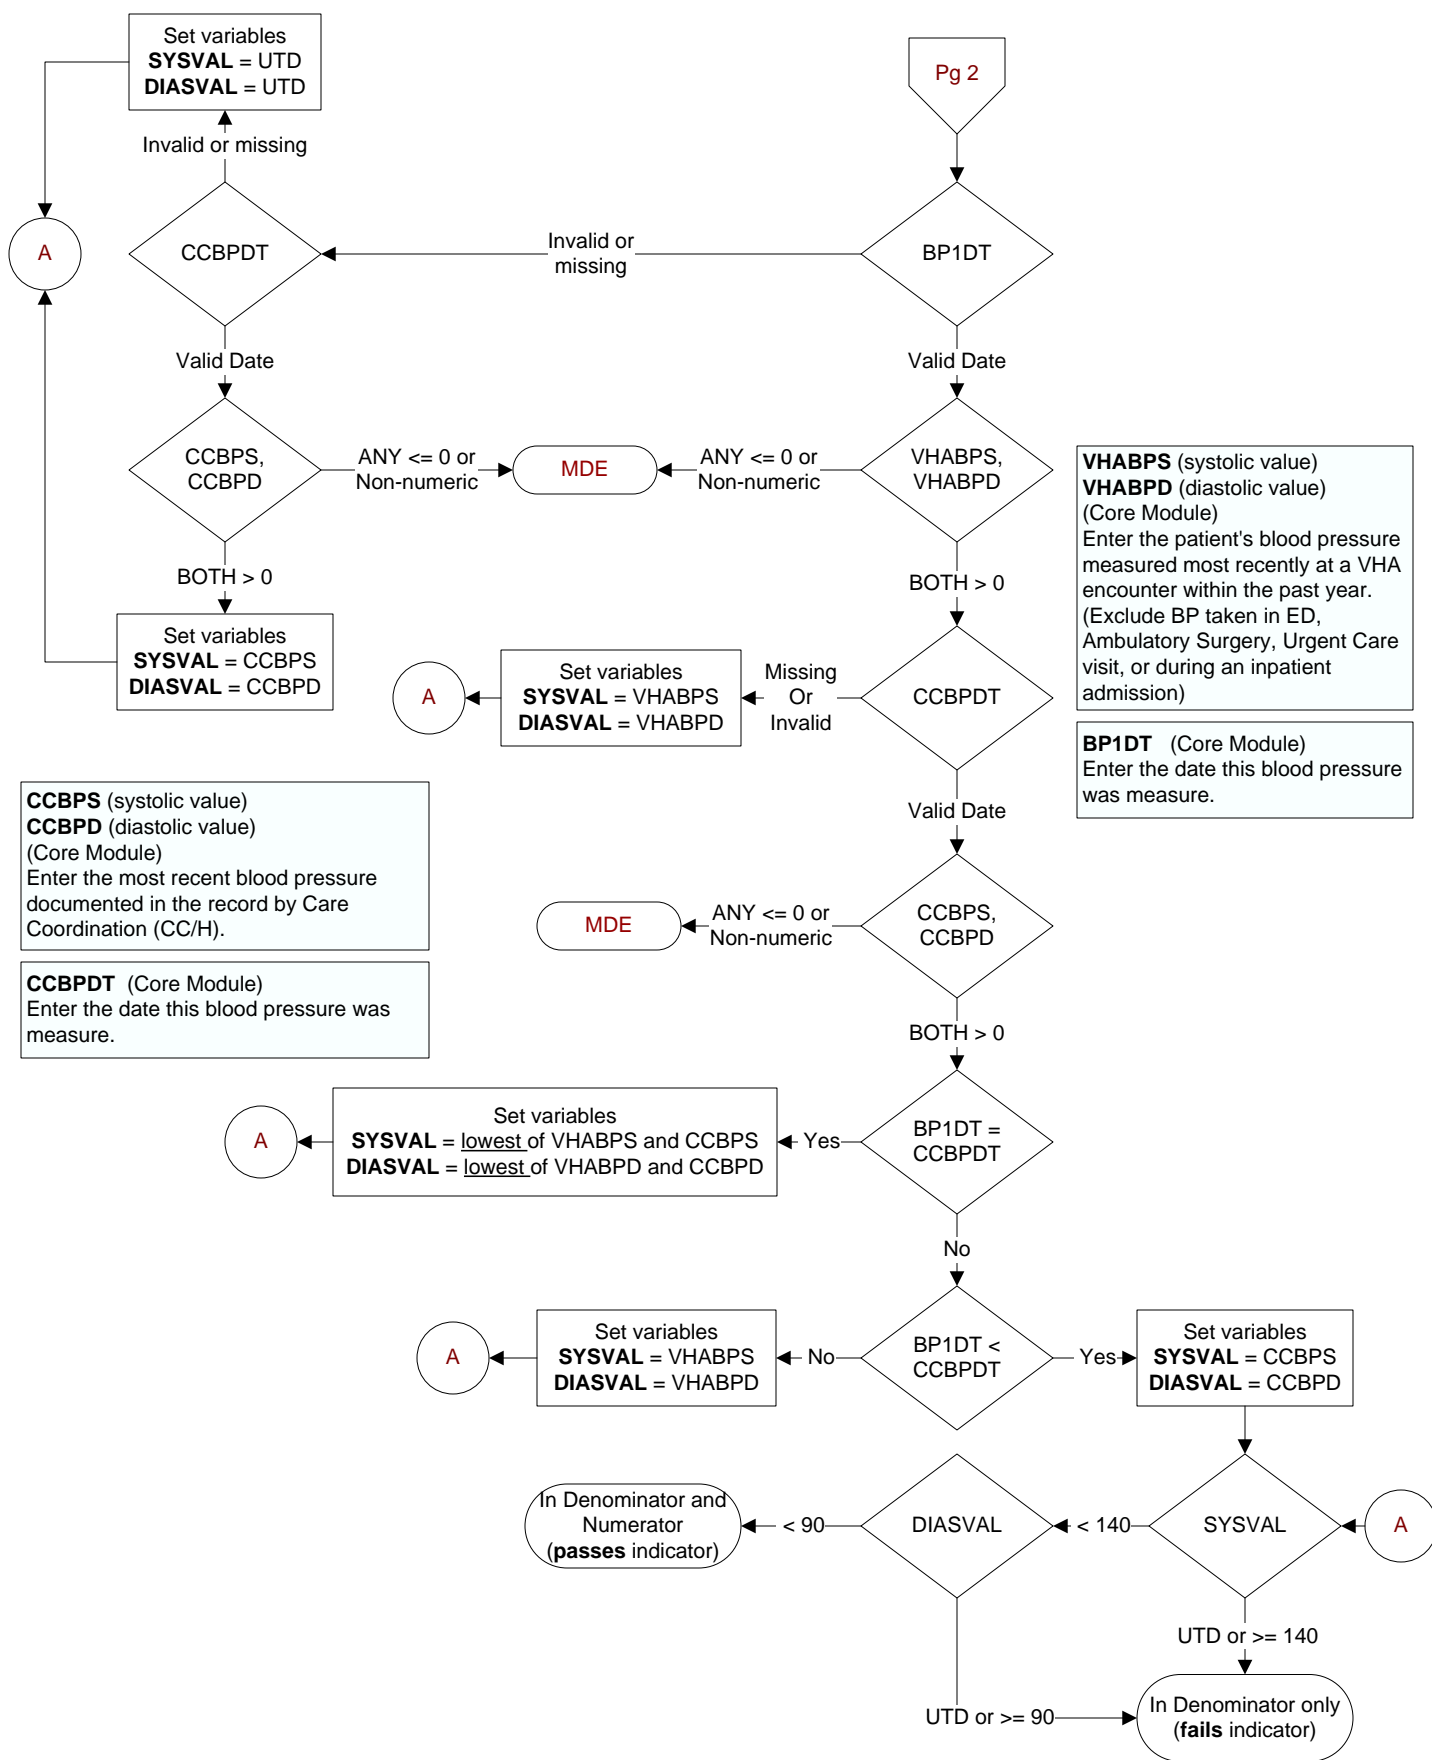 Set variables
SYSVAL = UTD
DIASVAL = UTD
Pg 2
Invalid or missing
A
CCBPDT
Invalid or
missing
BP1DT
Valid Date
Valid Date
CCBPS,
CCBPD
ANY <= 0 or
Non-numeric
MDE
ANY <= 0 or
Non-numeric
VHABPS,
VHABPD
VHABPS (systolic value)
VHABPD (diastolic value)
(Core Module)
Enter the patient's blood pressure
measured most recently at a VHA
encounter within the past year.
(Exclude BP taken in ED,
Ambulatory Surgery, Urgent Care
visit, or during an inpatient
admission)
BOTH > 0
BOTH > 0
Set variables
SYSVAL = CCBPS
DIASVAL = CCBPD
A
Set variables
SYSVAL = VHABPS
DIASVAL = VHABPD
Missing
Or
Invalid
CCBPDT
BP1DT (Core Module)
Enter the date this blood pressure
was measure.
CCBPS (systolic value)
CCBPD (diastolic value)
(Core Module)
Enter the most recent blood pressure
documented in the record by Care
Coordination (CC/H).
Valid Date
MDE
ANY <= 0 or
Non-numeric
CCBPS,
CCBPD
CCBPDT (Core Module)
Enter the date this blood pressure was
measure.
BOTH > 0
A
Set variables
SYSVAL = lowest of VHABPS and CCBPS
DIASVAL = lowest of VHABPD and CCBPD
Yes
BP1DT =
CCBPDT
No
A
Set variables
SYSVAL = VHABPS
DIASVAL = VHABPD
No
BP1DT <
CCBPDT
Yes
Set variables
SYSVAL = CCBPS
DIASVAL = CCBPD
In Denominator and
Numerator
(passes indicator)
< 90
DIASVAL
< 140
SYSVAL
A
UTD or >= 140
UTD or >= 90
In Denominator only
(fails indicator)